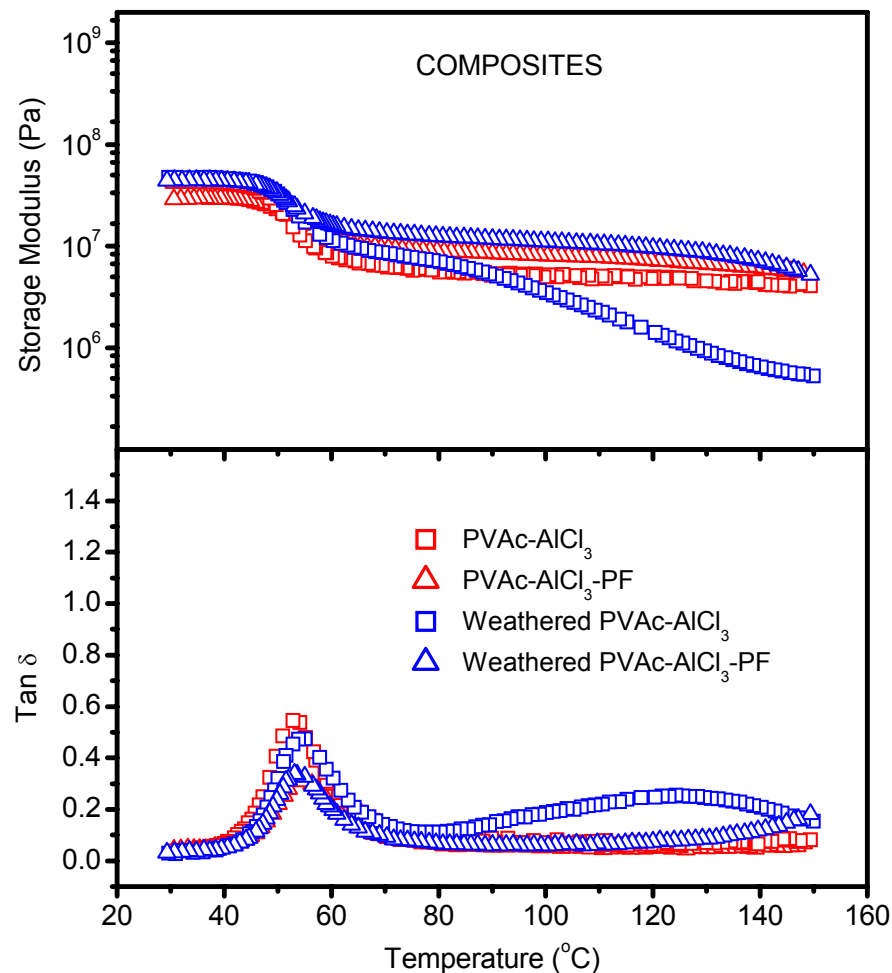 COMPOSITES
Storage Modulus (Pa)
10⁹
10⁸
10⁷
10⁶
Tan δ
1.4
1.2
1.0
0.8
0.6
0.4
0.2
0.0
PVAc-AlCl₃
PVAc-AlCl₃-PF
Weathered PVAc-AlCl₃
Weathered PVAc-AlCl₃-PF
20 40 60 80 100 120 140 160
Temperature (°C)